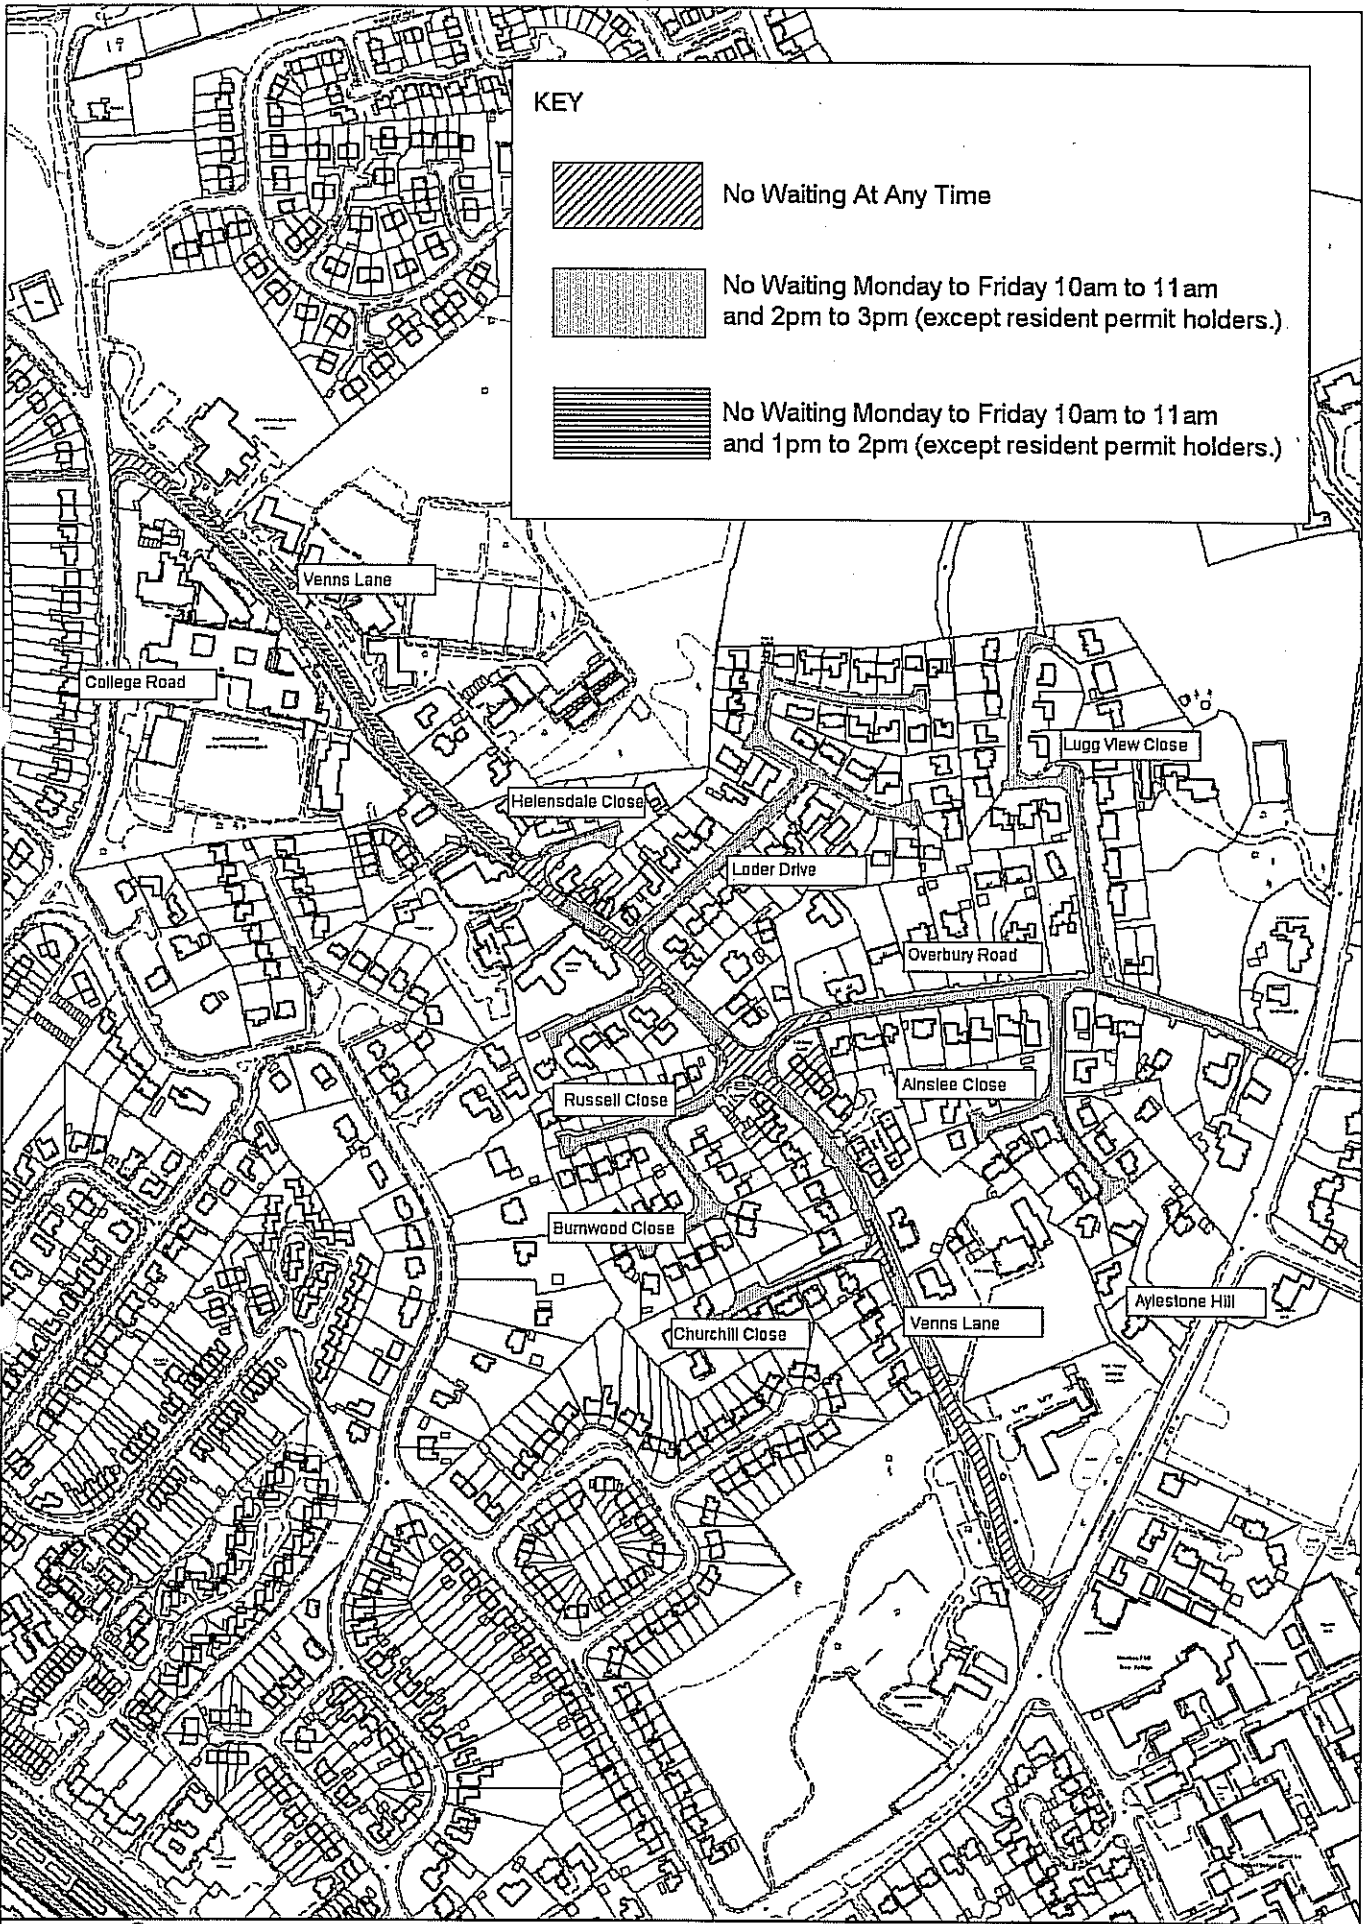 KEY
No Waiting At Any Time
No Waiting Monday to Friday 10am to 11am
and 2pm to 3pm (except resident permit holders.)
No Waiting Monday to Friday 10am to 11am
and 1pm to 2pm (except resident permit holders.)
Venns Lane
College Road
Lugg View Close
Helensdale Close
Loder Drive
Overbury Road
Ainslee Close
Russell Close
Burnwood Close
Aylestone Hill
Venns Lane
Churchill Close